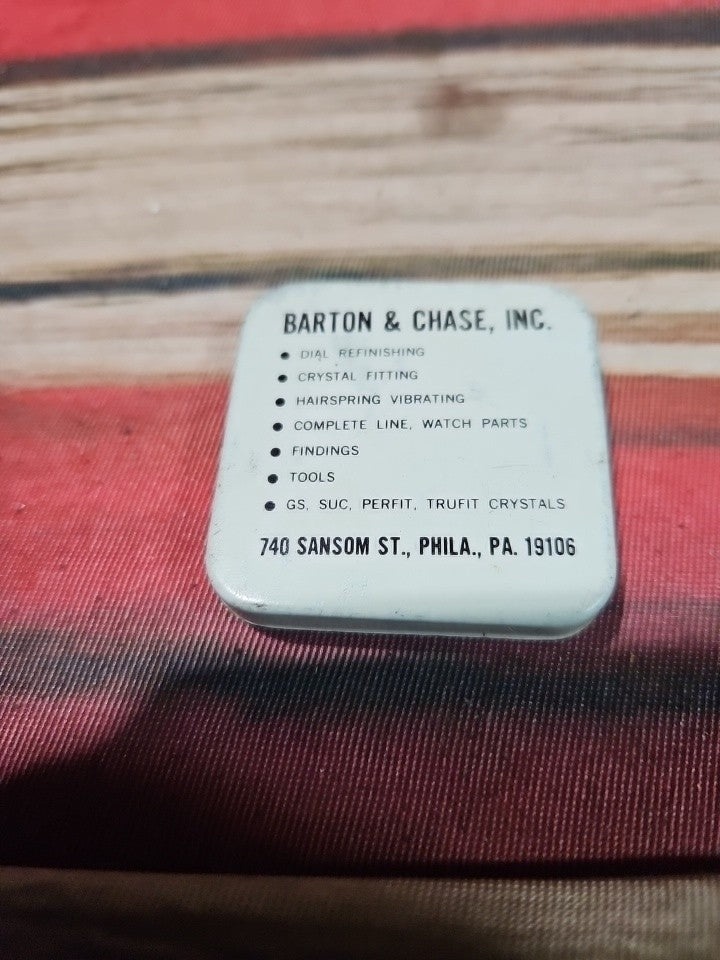 BARTON & CHASE, INC.
• DIAL REFINISHING
• CRYSTAL FITTING
• HAIRSPRING VIBRATING
• COMPLETE LINE, WATCH PARTS
• FINDINGS
• TOOLS
• GS, SUC, PERFIT, TRUFIT CRYSTALS
740 SANSOM ST., PHILA., PA. 19106